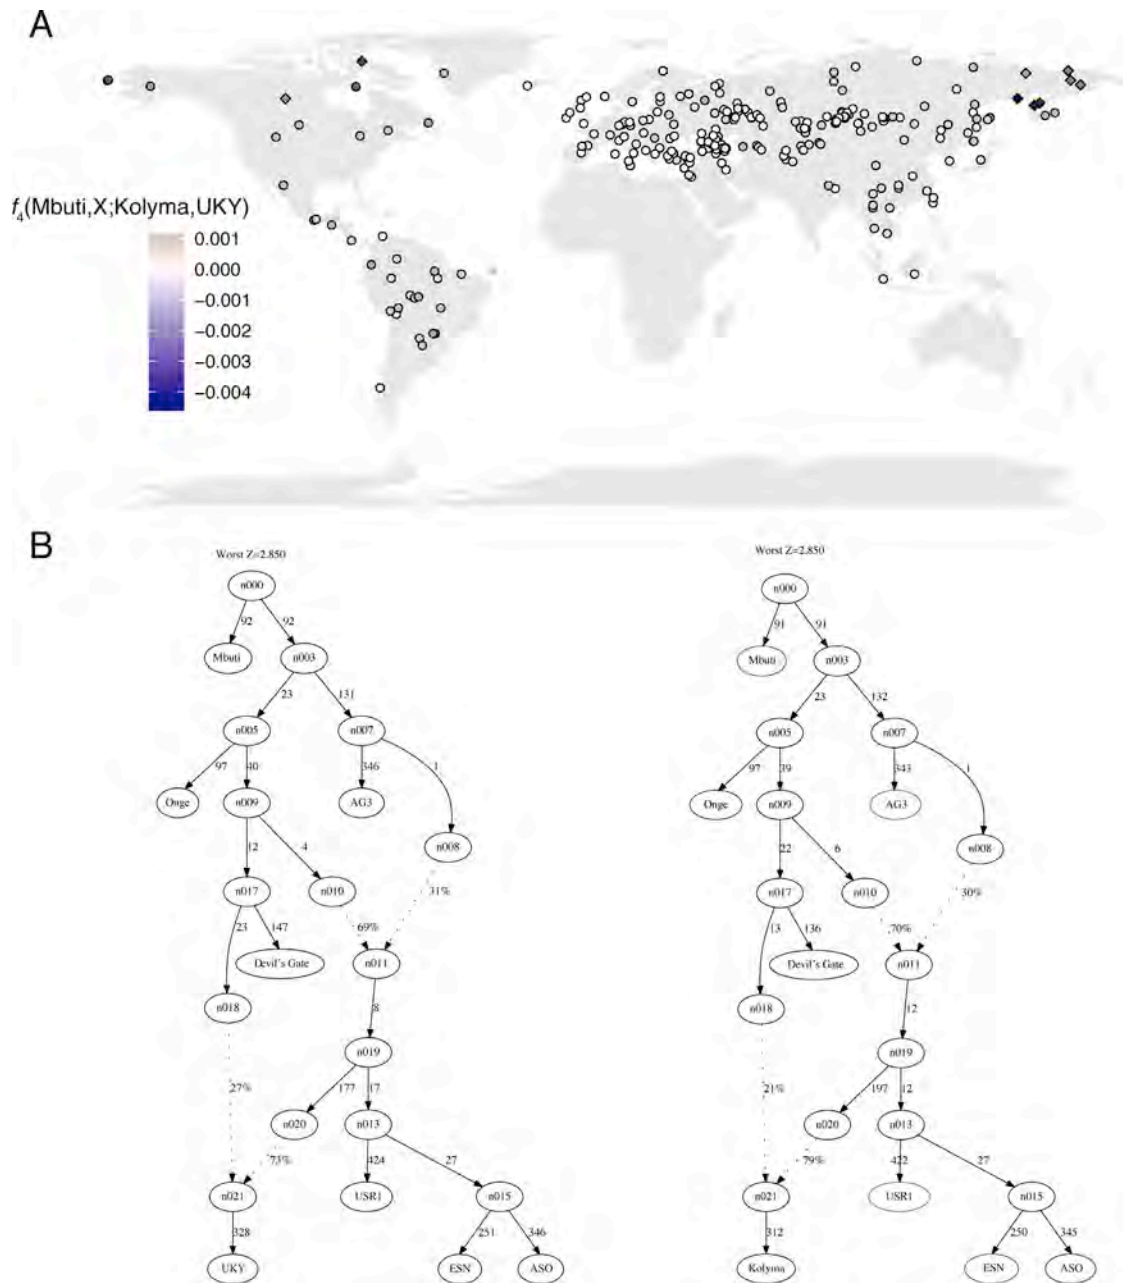 A
f4(Mbuti,X;Kolyma,UKY)
0.001
0.000
−0.001
−0.002
−0.003
−0.004
B
Worst Z=2.850
n000
92
92
Mbuti
n003
23
131
n005
n007
97
40
346
1
Onge
n009
AG3
12
4
n008
n017
n010
31%
23
147
69%
Devil's Gate
n011
n018
8
n019
27%
177
17
n020
n013
73%
424
27
n021
USR1
n015
328
251
346
UKY
ESN
ASO
Worst Z=2.850
n000
91
91
Mbuti
n003
23
132
n005
n007
97
39
343
1
Onge
n009
AG3
22
6
n008
n017
n010
30%
13
136
70%
Devil's Gate
n011
n018
12
n019
21%
197
12
n020
n013
79%
422
27
n021
USR1
n015
312
250
345
Kolyma
ESN
ASO